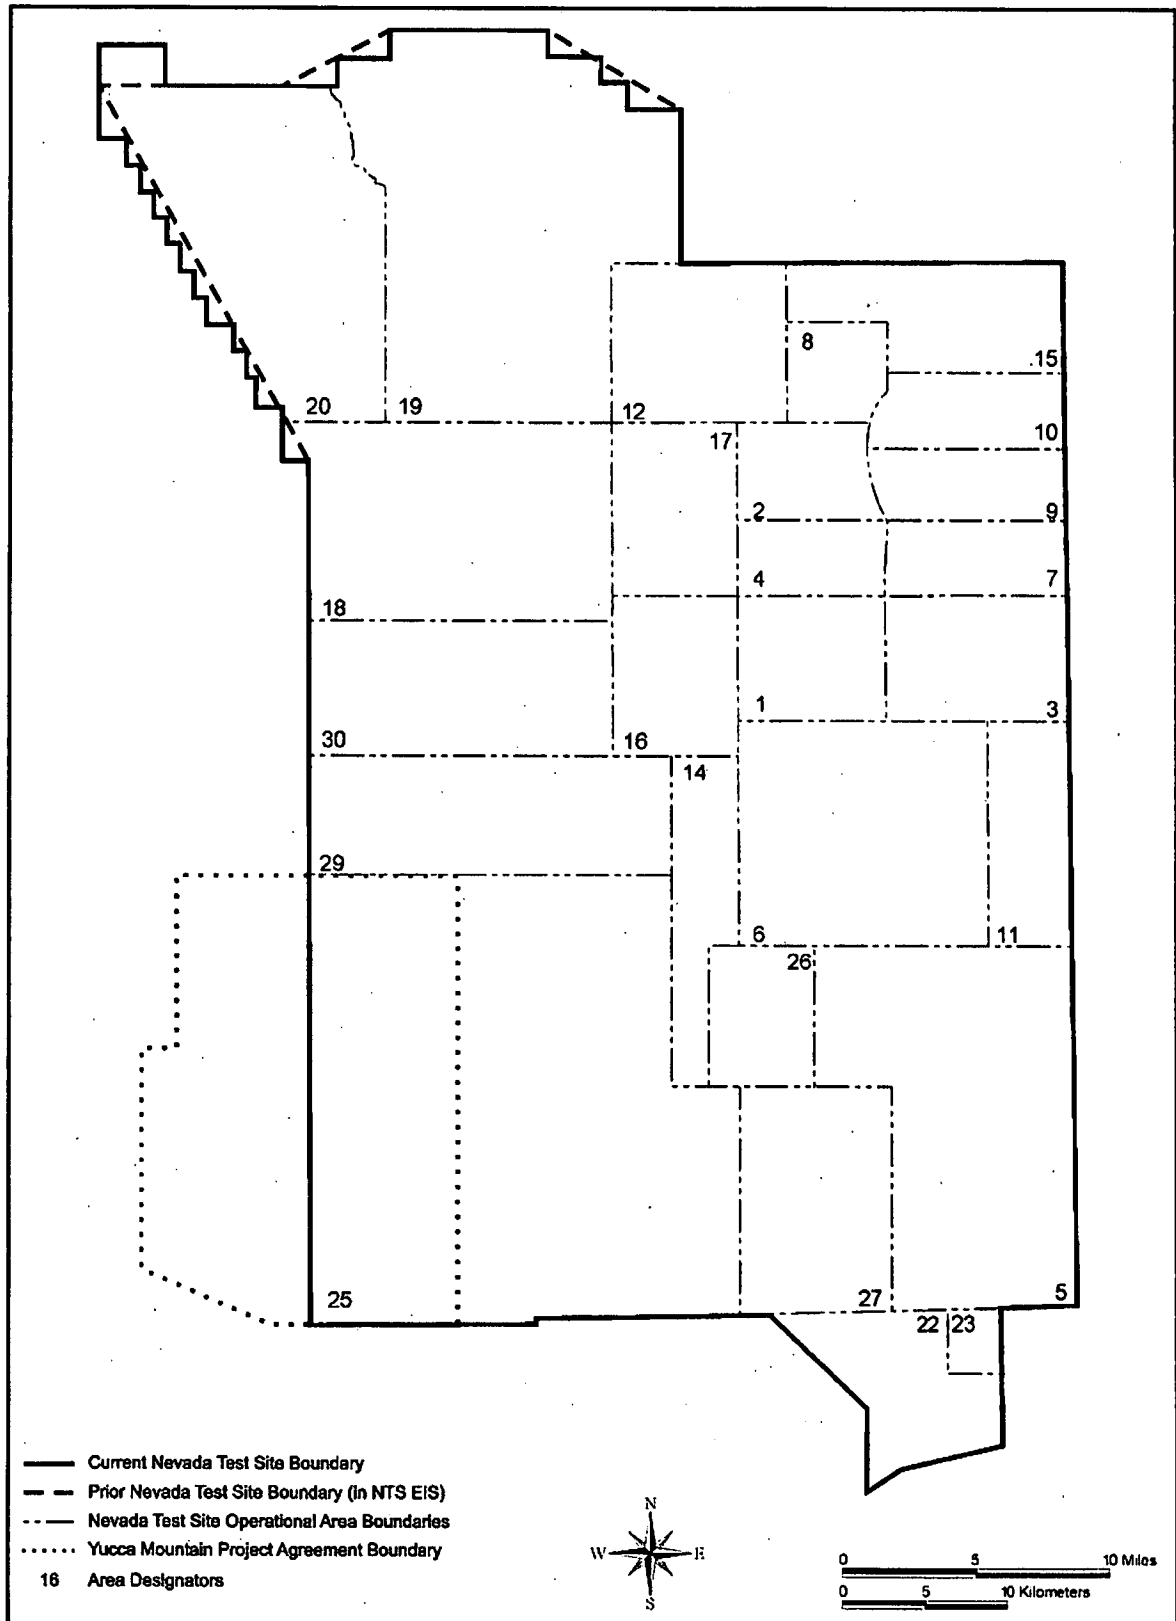 8
15
20
19
12
17
10
2
9
4
7
18
1
3
30
16
14
29
6
11
26
25
27
5
22
23
Current Nevada Test Site Boundary
Prior Nevada Test Site Boundary (in NTS EIS)
Nevada Test Site Operational Area Boundaries
Yucca Mountain Project Agreement Boundary
16 Area Designators
N
W E
S
0 5 10 Miles
0 5 10 Kilometers